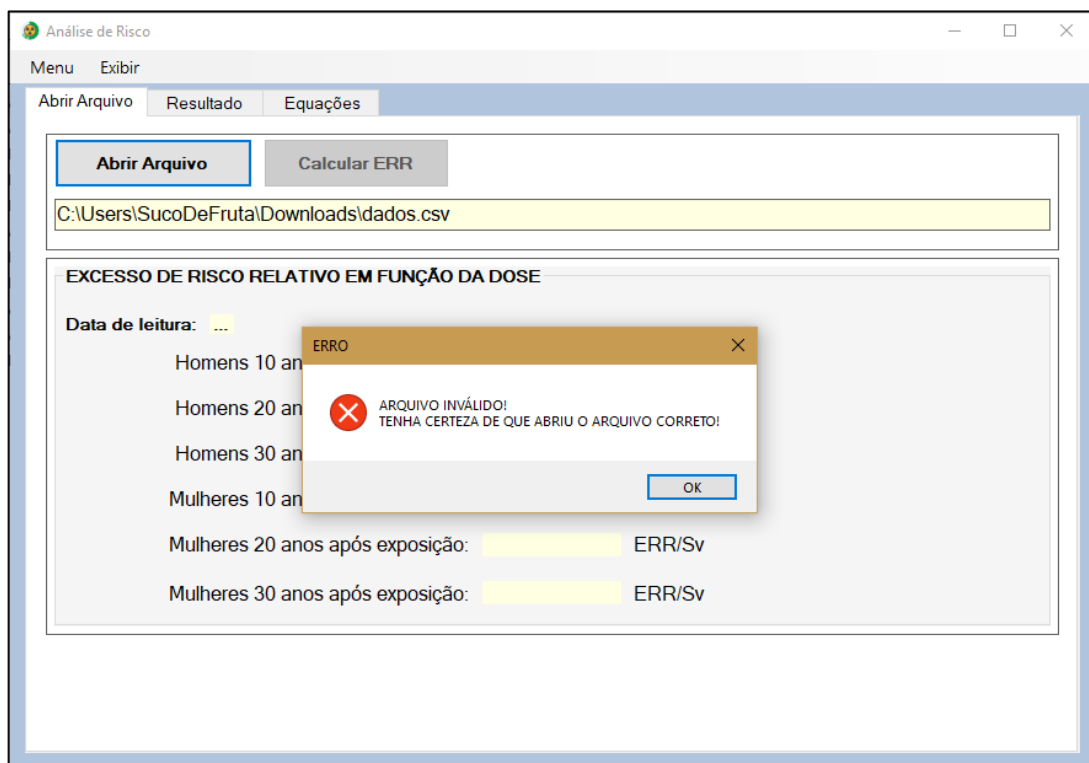 Análise de Risco
Menu Exibir
Abrir Arquivo Resultado Equações
Abrir Arquivo Calcular ERR
C:\Users\SucoDeFruta\Downloads\dados.csv
EXCESSO DE RISCO RELATIVO EM FUNÇÃO DA DOSE
Data de leitura: ...
ERRO
Homens 10 an
ARQUIVO INVÁLIDO!
Homens 20 an
TENHA CERTEZA DE QUE ABRIU O ARQUIVO CORRETO!
Homens 30 an
OK
Mulheres 10 an
Mulheres 20 anos após exposição: ERR/Sv
Mulheres 30 anos após exposição: ERR/Sv